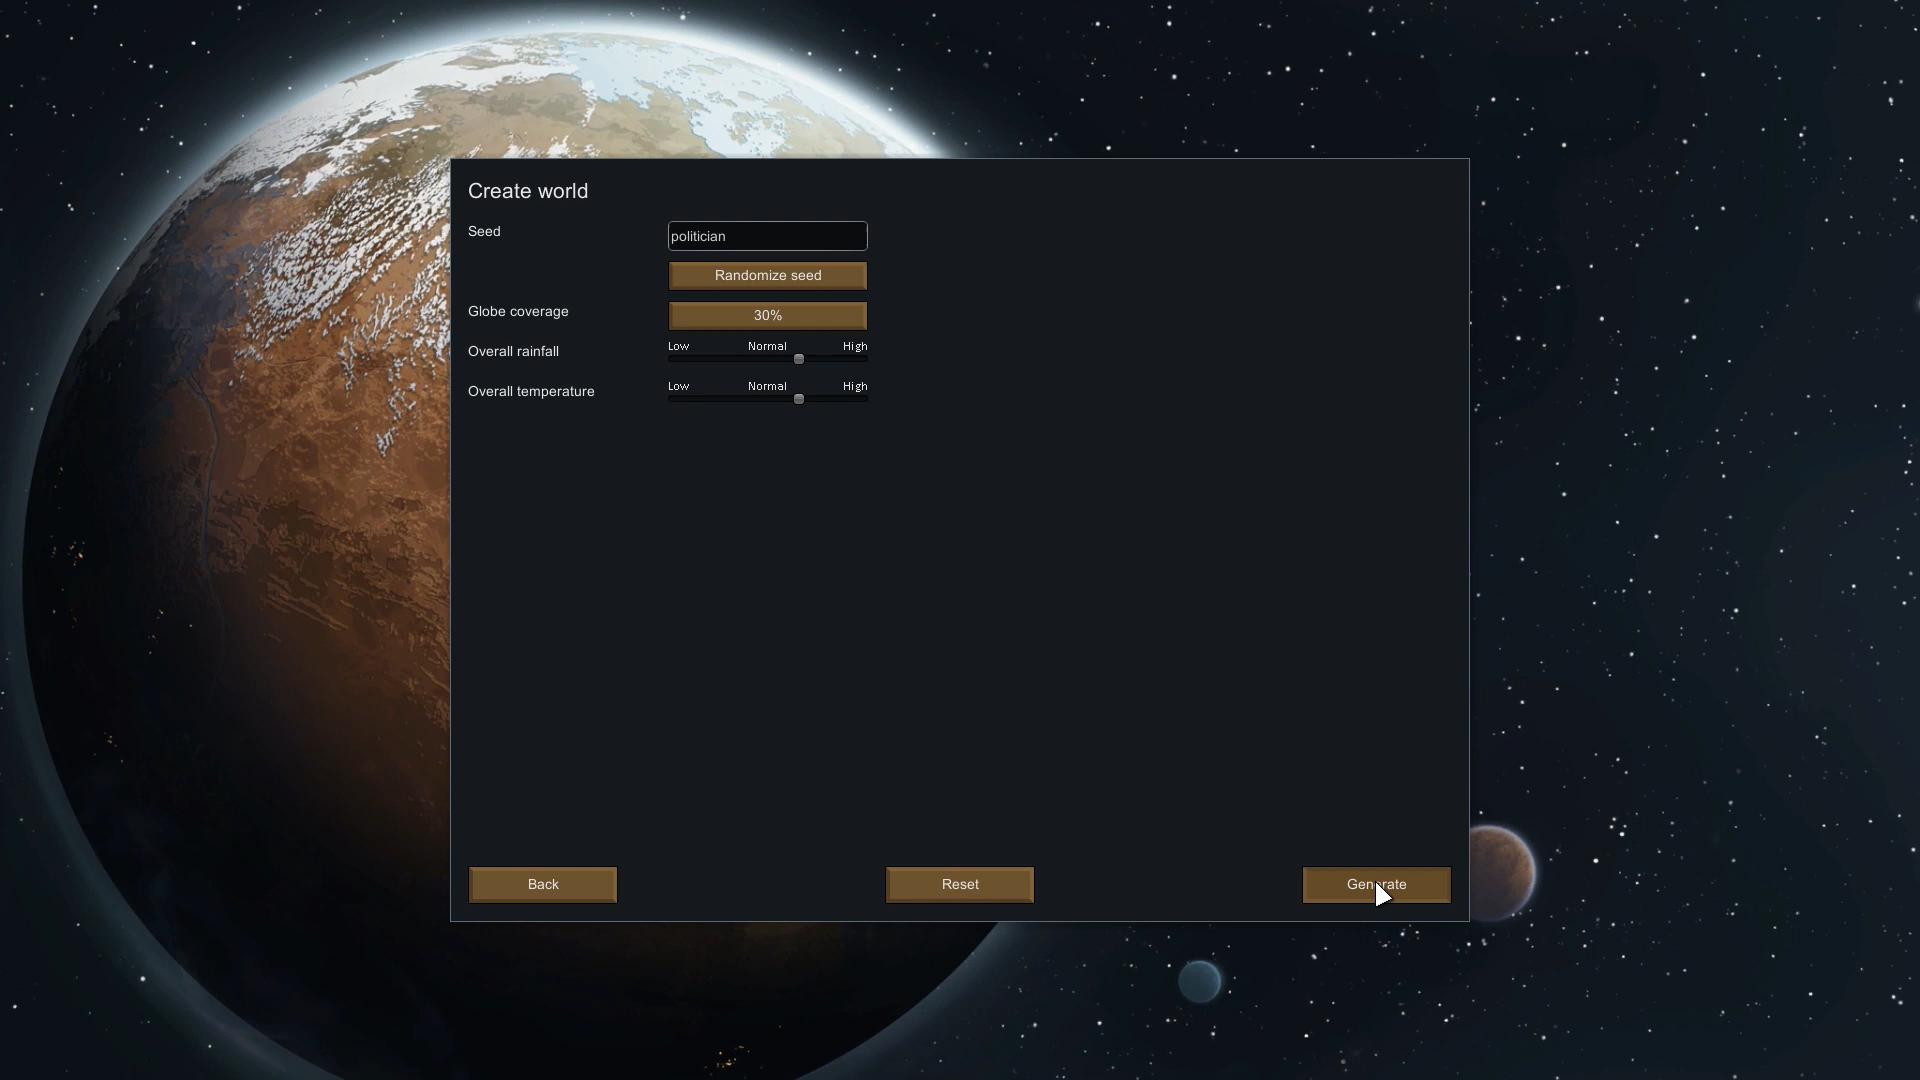 Create world
Seed
politician
Randomize seed
Globe coverage
30%
Overall rainfall
Low Normal High
Overall temperature
Low Normal High
Back
Reset
Generate